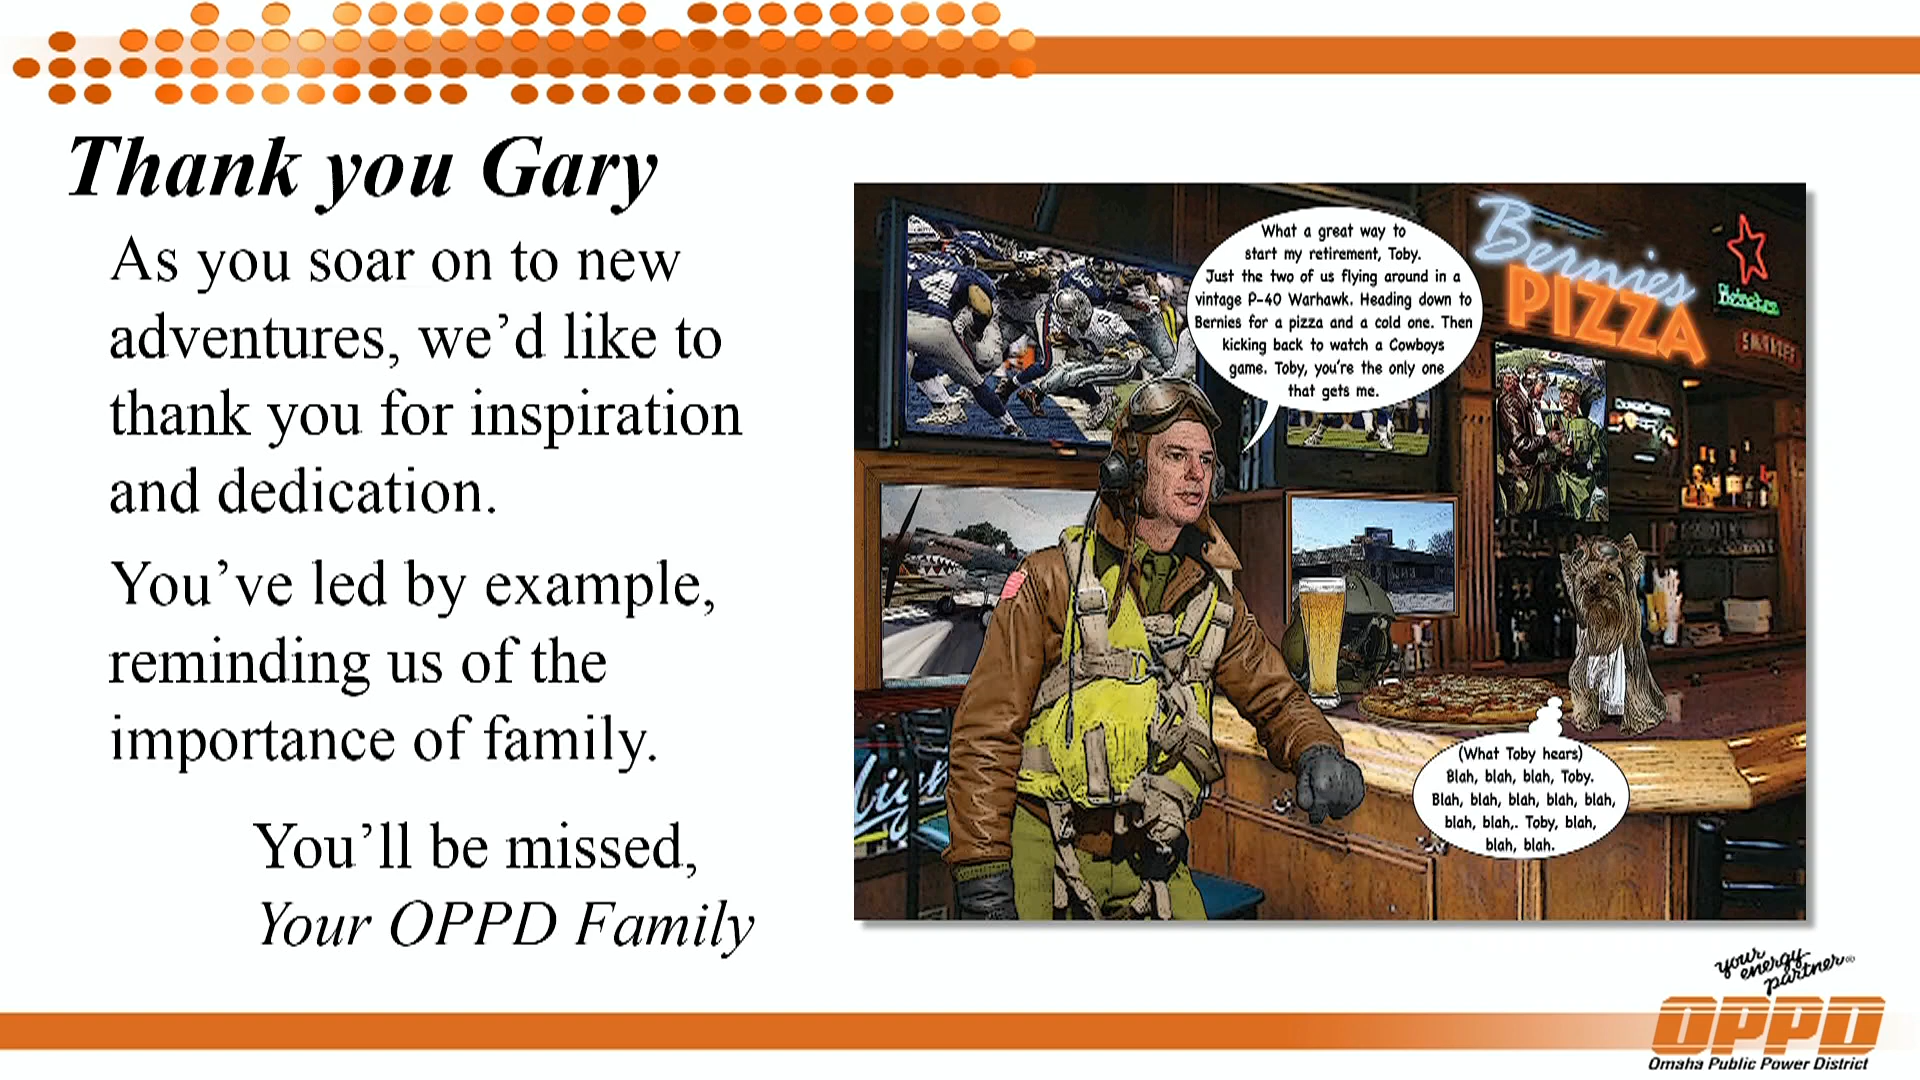 Thank you Gary
As you soar on to new
adventures, we’d like to
thank you for inspiration
and dedication.
You’ve led by example,
reminding us of the
importance of family.
You’ll be missed,
Your OPPD Family
What a great way to
start my retirement, Toby.
Just the two of us flying around in a
vintage P-40 Warhawk. Heading down to
Bernies for a pizza and a cold one. Then
kicking back to watch a Cowboys
game. Toby, you’re the only one
that gets me.
Bernies
PIZZA
Heineken
(What Toby hears)
Blah, blah, blah, Toby.
Blah, blah, blah, blah, blah,
blah, blah,. Toby, blah,
blah, blah.
your
energy
partner®
OPPD
Omaha Public Power District